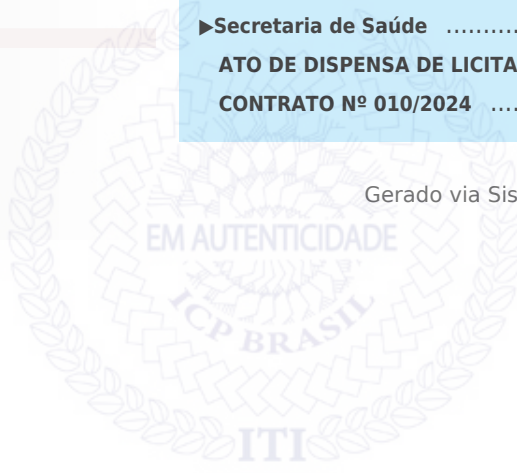 ▶Secretaria de Saúde ..........
ATO DE DISPENSA DE LICITA
CONTRATO Nº 010/2024 ....
Gerado via Sis
EM AUTENTICIDADE
ICP BRASIL
ITI